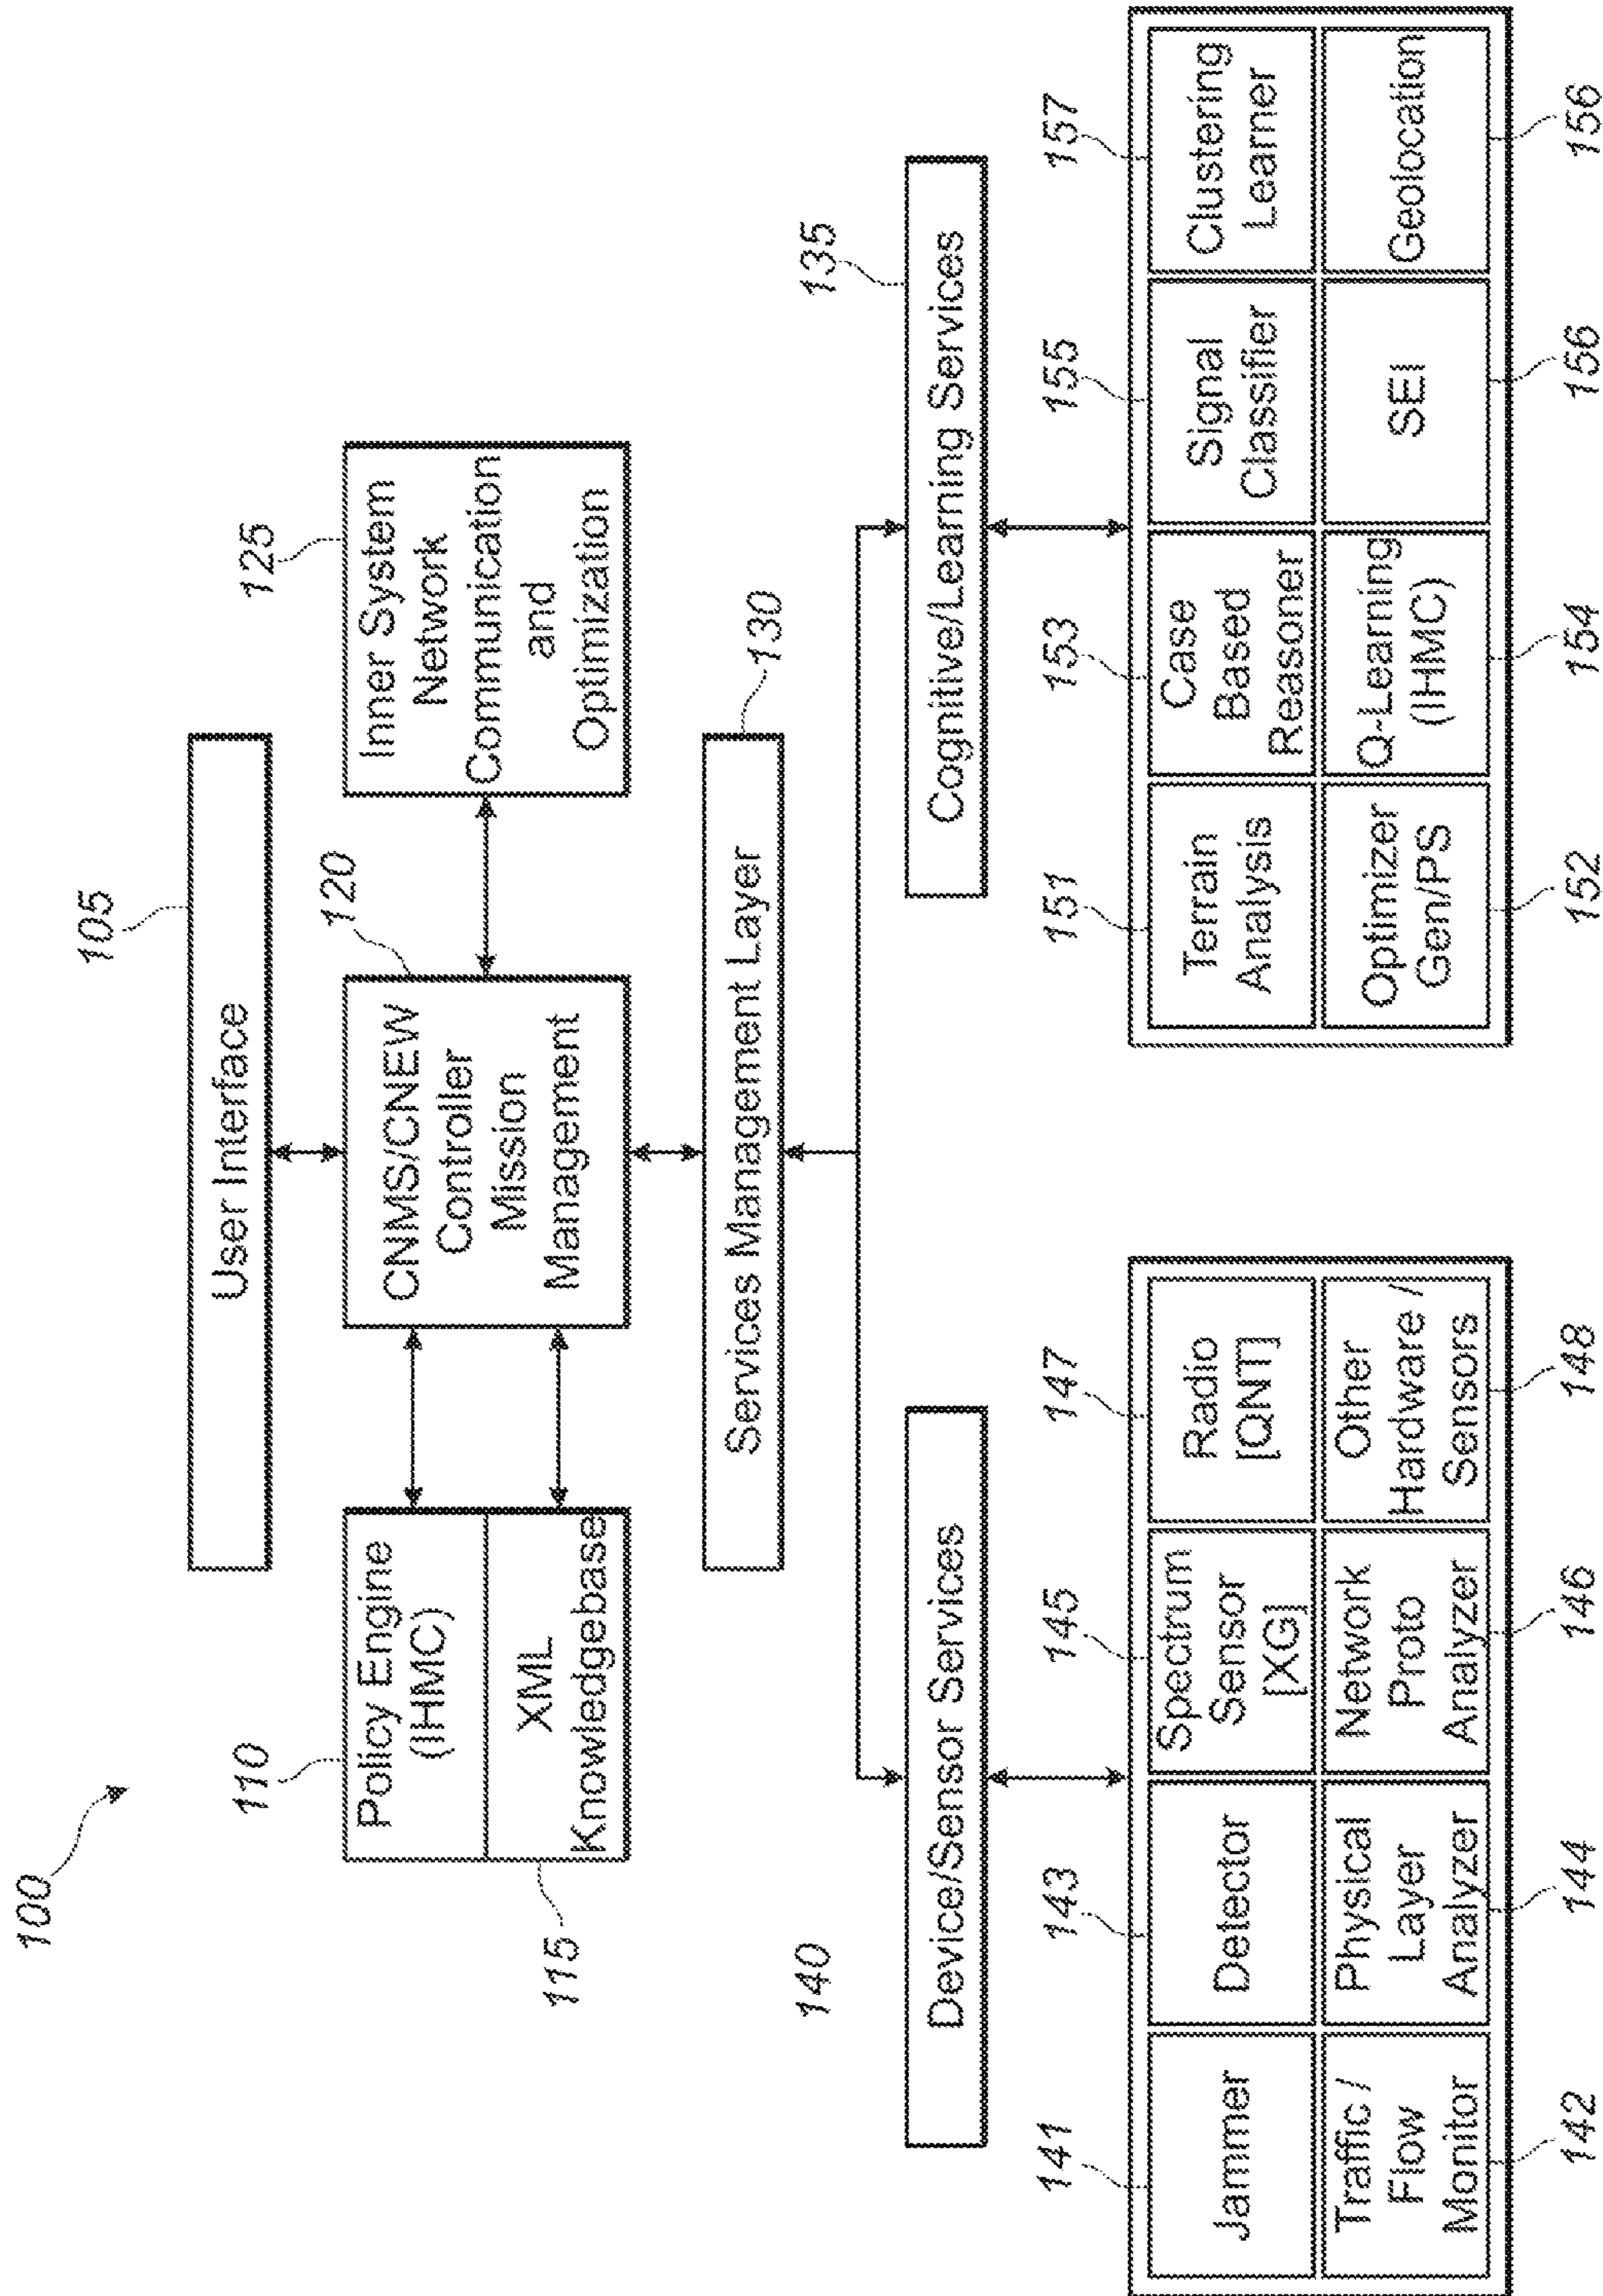 100
105
User Interface
110
Policy Engine
(IHMC)
XML
Knowledgebase
115
120
CNMS/CNEW
Controller
Mission
Management
125
Inner System
Network
Communication
and
Optimization
130
Services Management Layer
140
Device/Sensor Services
135
Cognitive/Learning Services
141
143
145
147
Jammer
Detector
Spectrum
Sensor
[XG]
Radio
[QNT]
Traffic /
Flow
Monitor
Physical
Layer
Analyzer
Network
Proto
Analyzer
Other
Hardware /
Sensors
142
144
146
148
151
153
155
157
Terrain
Analysis
Case
Based
Reasoner
Signal
Classifier
Clustering
Learner
Optimizer
Gen/PS
Q-Learning
(IHMC)
SEI
Geolocation
152
154
156
156